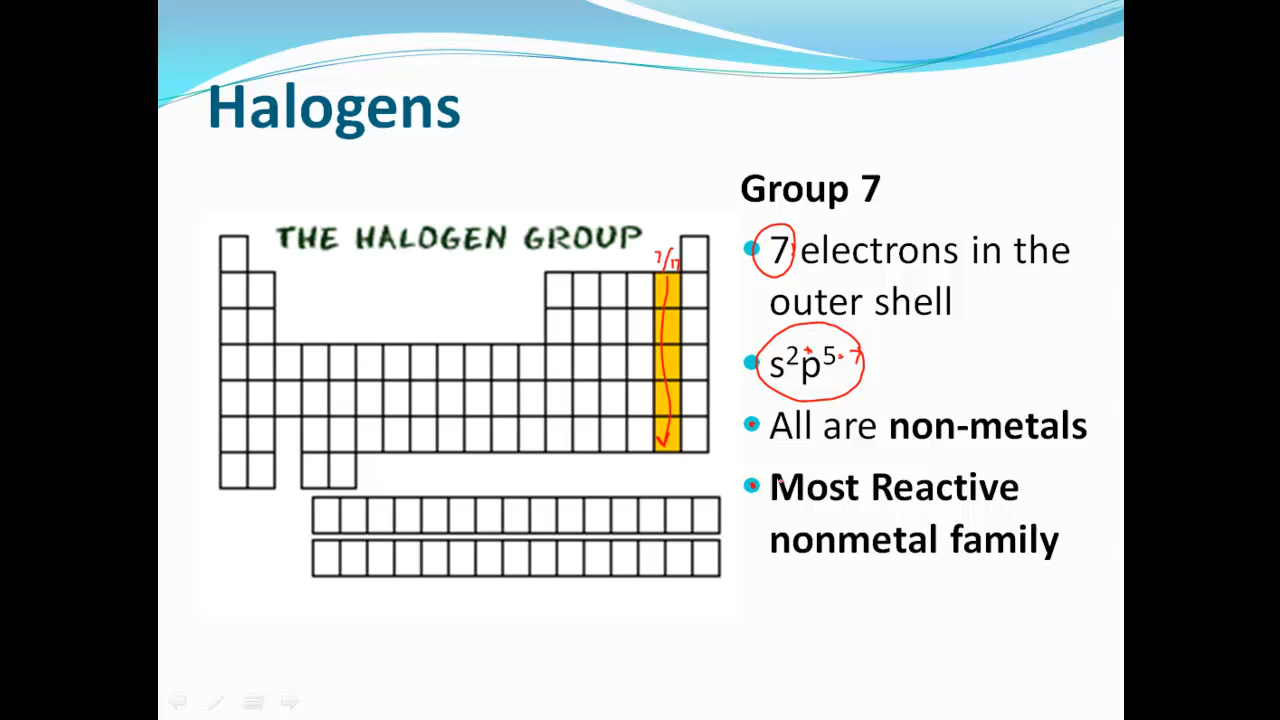 Halogens
THE HALOGEN GROUP
7/17
Group 7
7 electrons in the
outer shell
s²p⁵ 7
All are non-metals
Most Reactive
nonmetal family